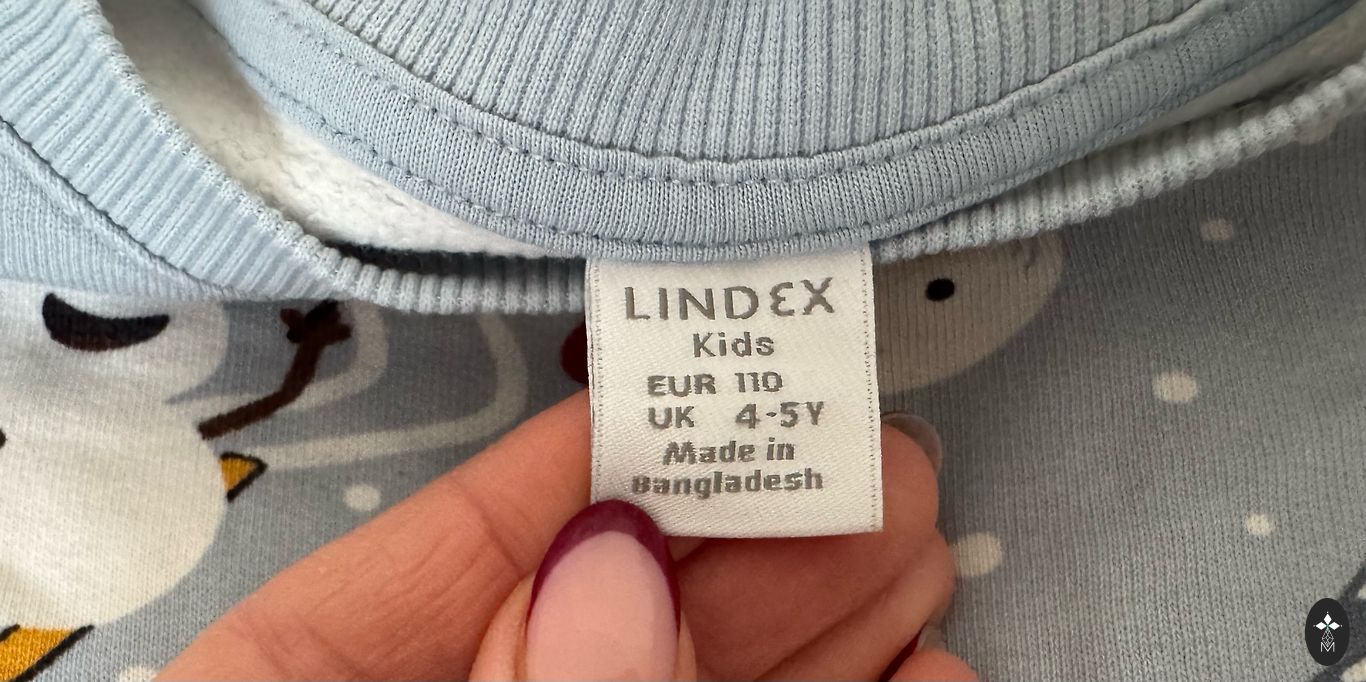 LINDEX
Kids
EUR 110
UK 4-5Y
Made in
Bangladesh
M